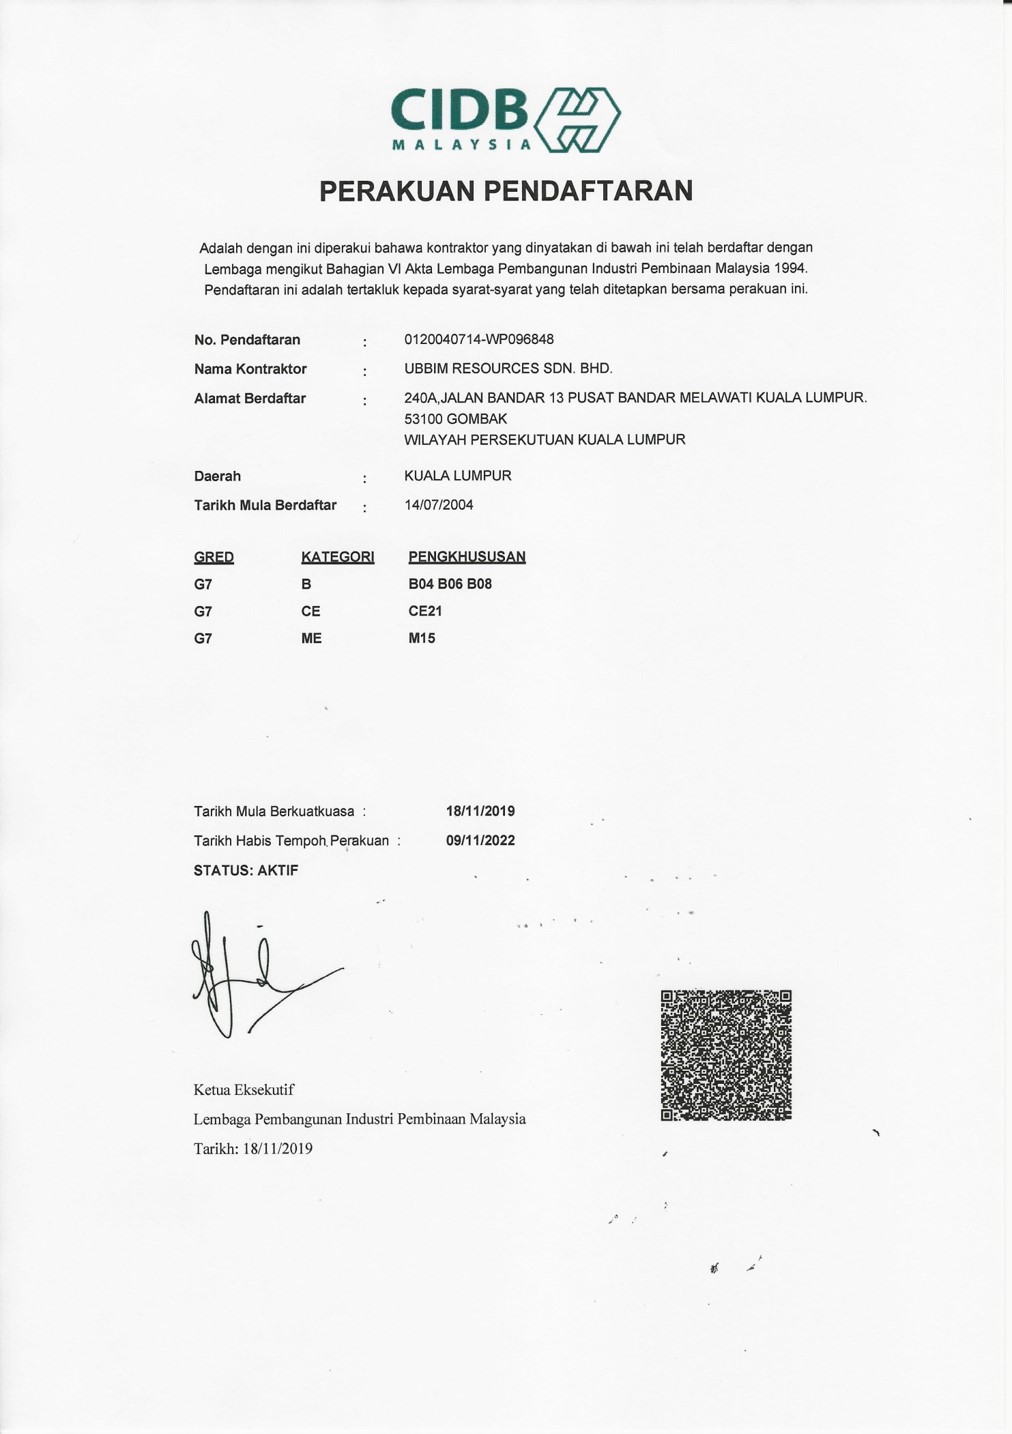 CIDB
MALAYSIA
PERAKUAN PENDAFTARAN
Adalah dengan ini diperakui bahawa kontraktor yang dinyatakan di bawah ini telah berdaftar dengan
Lembaga mengikut Bahagian VI Akta Lembaga Pembangunan Industri Pembinaan Malaysia 1994.
Pendaftaran ini adalah tertakluk kepada syarat-syarat yang telah ditetapkan bersama perakuan ini.
No. Pendaftaran : 0120040714-WP096848
Nama Kontraktor : UBBIM RESOURCES SDN. BHD.
Alamat Berdaftar : 240A,JALAN BANDAR 13 PUSAT BANDAR MELAWATI KUALA LUMPUR.
53100 GOMBAK
WILAYAH PERSEKUTUAN KUALA LUMPUR
Daerah : KUALA LUMPUR
Tarikh Mula Berdaftar : 14/07/2004
GRED KATEGORI PENGKHUSUSAN
G7 B B04 B06 B08
G7 CE CE21
G7 ME M15
Tarikh Mula Berkuatkuasa : 18/11/2019
Tarikh Habis Tempoh Perakuan : 09/11/2022
STATUS: AKTIF
Ketua Eksekutif
Lembaga Pembangunan Industri Pembinaan Malaysia
Tarikh: 18/11/2019